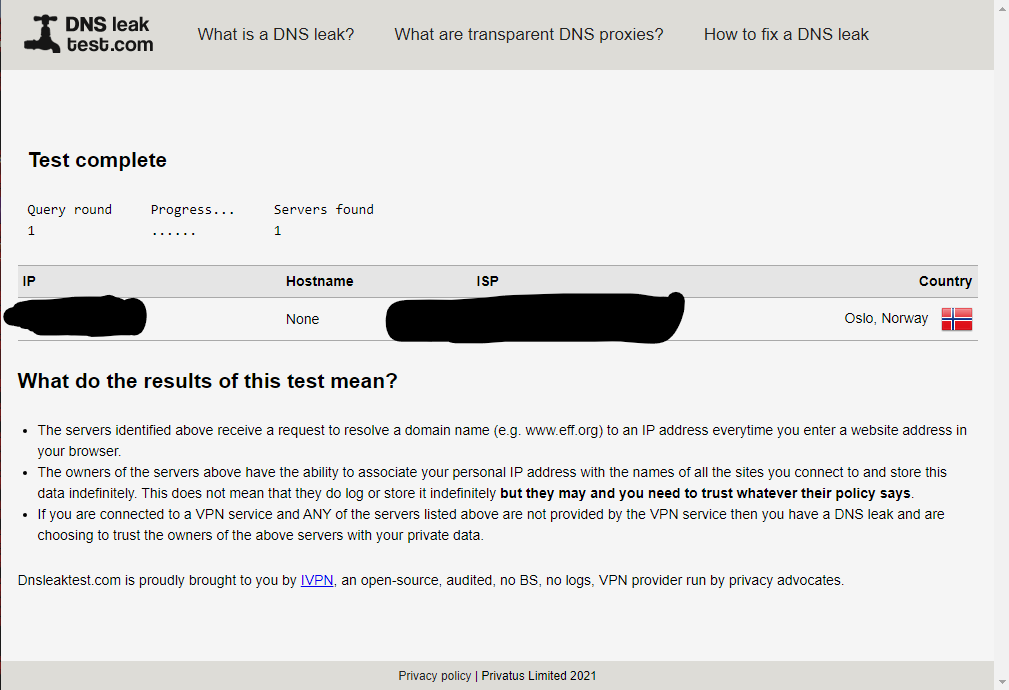 DNS leak
test.com
What is a DNS leak? What are transparent DNS proxies? How to fix a DNS leak
Test complete
Query round Progress... Servers found
1 ...... 1
IP Hostname ISP Country
None Oslo, Norway
What do the results of this test mean?
• The servers identified above receive a request to resolve a domain name (e.g. www.eff.org) to an IP address everytime you enter a website address in
your browser.
• The owners of the servers above have the ability to associate your personal IP address with the names of all the sites you connect to and store this
data indefinitely. This does not mean that they do log or store it indefinitely but they may and you need to trust whatever their policy says.
• If you are connected to a VPN service and ANY of the servers listed above are not provided by the VPN service then you have a DNS leak and are
choosing to trust the owners of the above servers with your private data.
Dnsleaktest.com is proudly brought to you by IVPN, an open-source, audited, no BS, no logs, VPN provider run by privacy advocates.
Privacy policy | Privatus Limited 2021